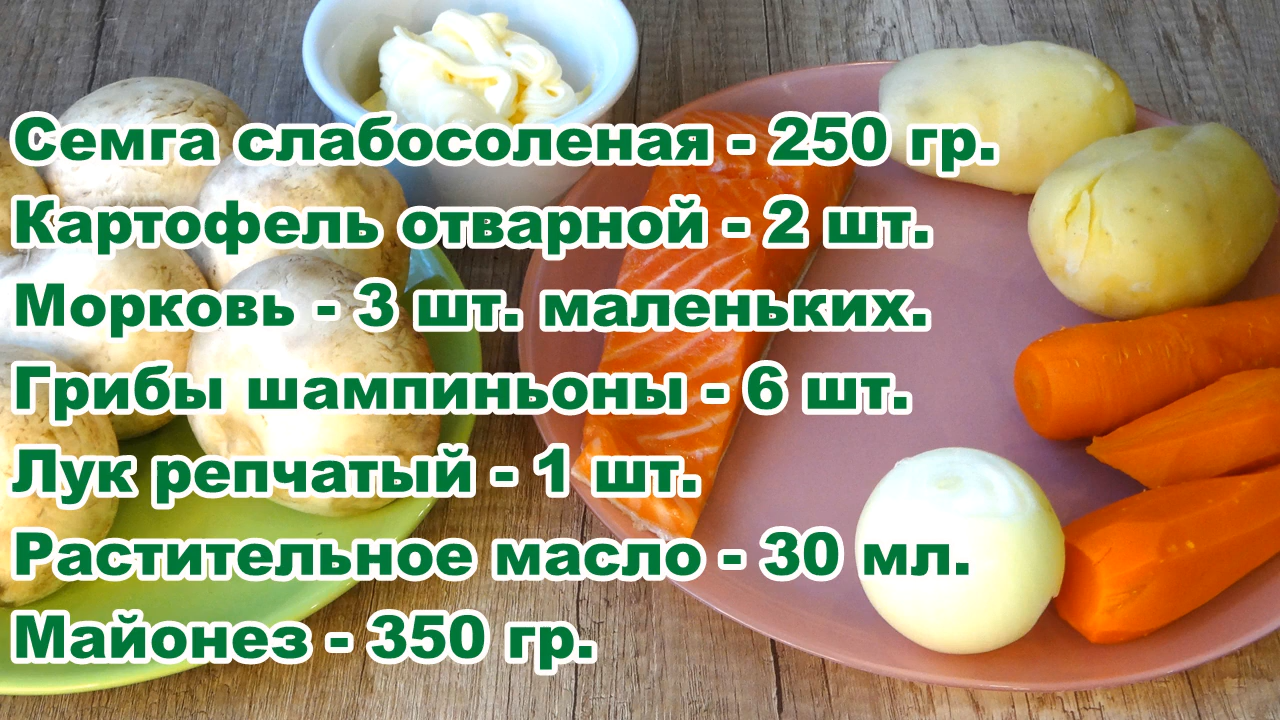 Семга слабосоленая - 250 гр.
Картофель отварной - 2 шт.
Морковь - 3 шт. маленьких.
Грибы шампиньоны - 6 шт.
Лук репчатый - 1 шт.
Растительное масло - 30 мл.
Майонез - 350 гр.